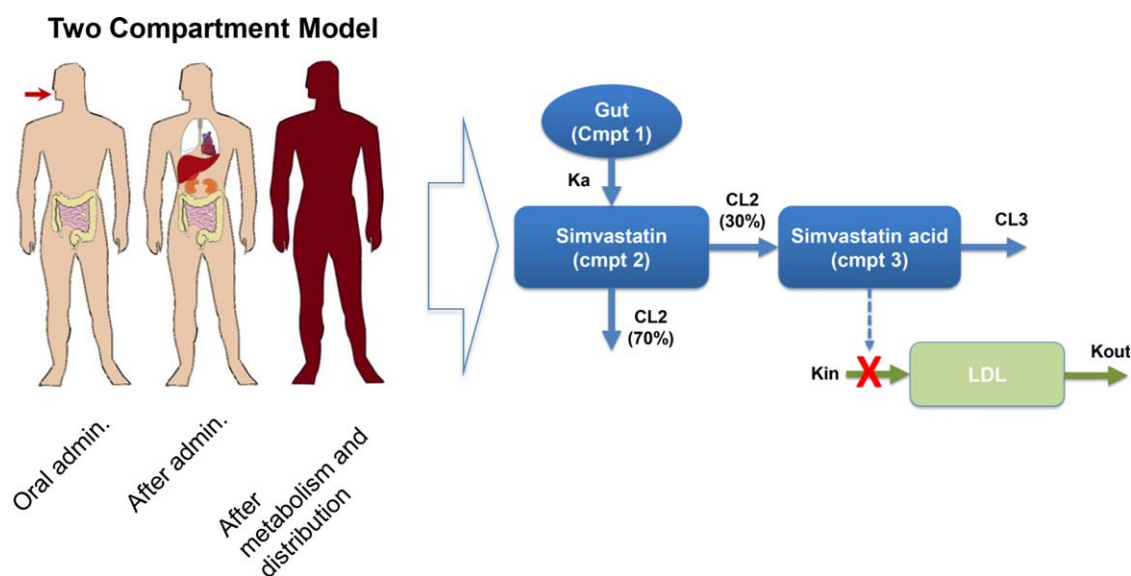 Two Compartment Model
Oral admin.
After admin.
After
metabolism and
distribution
Gut
(Cmpt 1)
Ka
Simvastatin
(cmpt 2)
CL2
(30%)
Simvastatin acid
(cmpt 3)
CL3
CL2
(70%)
Kin
X
LDL
Kout